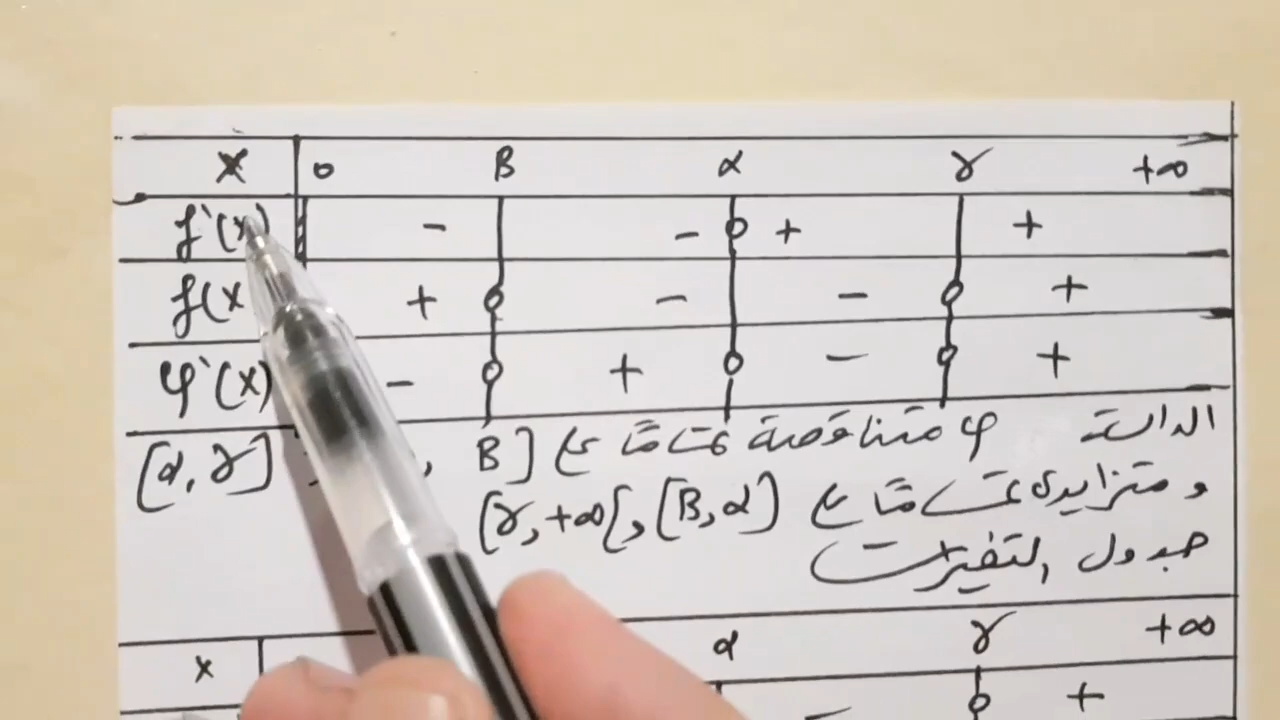 x 0 B α γ +∞
f`(x) - - 0 + +
f(x + 0 - - 0 +
φ`(x) - 0 + 0 - 0 +
الدالة φ متناقصة تماما على , B] [α, γ]
و متزايدة تماما على [γ, +∞[, [B, α]
جدول التغيرات
x α γ +∞
- 0 +